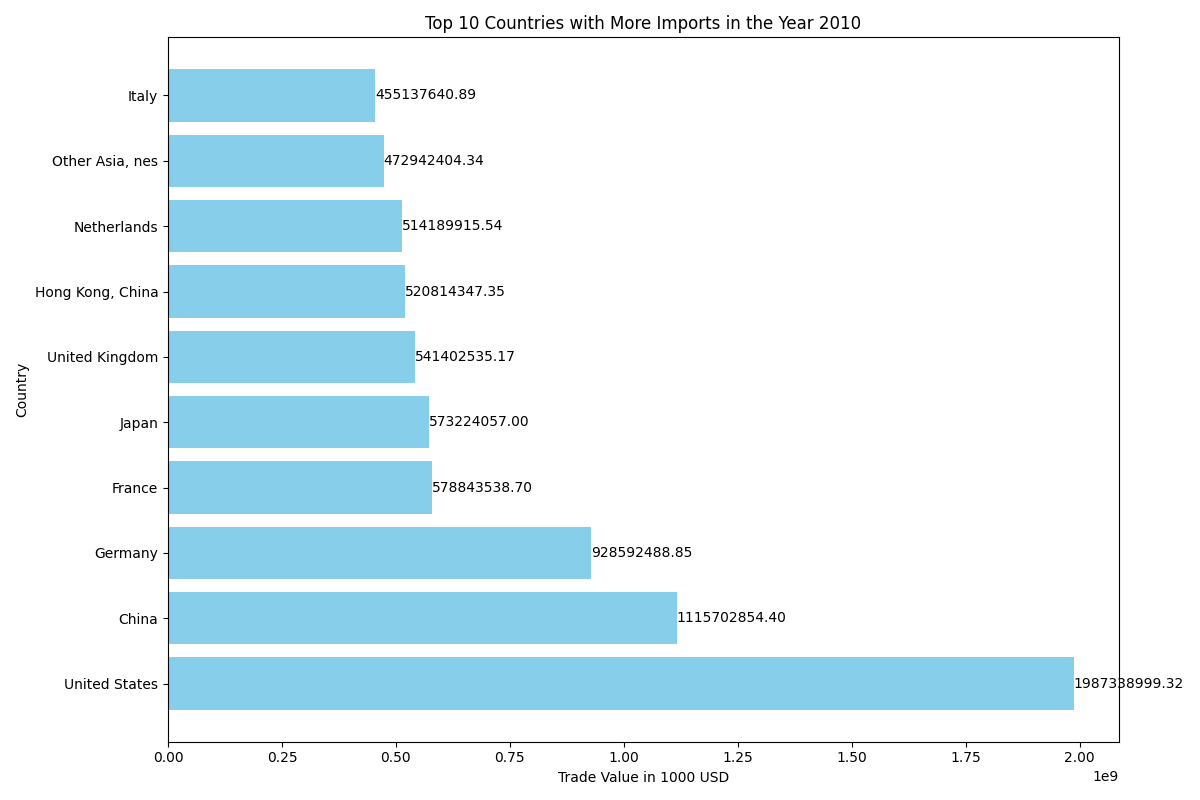 Top 10 Countries with More Imports in the Year 2010
Italy
455137640.89
Other Asia, nes
472942404.34
Netherlands
514189915.54
Hong Kong, China
520814347.35
United Kingdom
541402535.17
Japan
573224057.00
France
578843538.70
Germany
928592488.85
China
1115702854.40
United States
1987338999.32
Country
0.00 0.25 0.50 0.75 1.00 1.25 1.50 1.75 2.00
Trade Value in 1000 USD
1e9